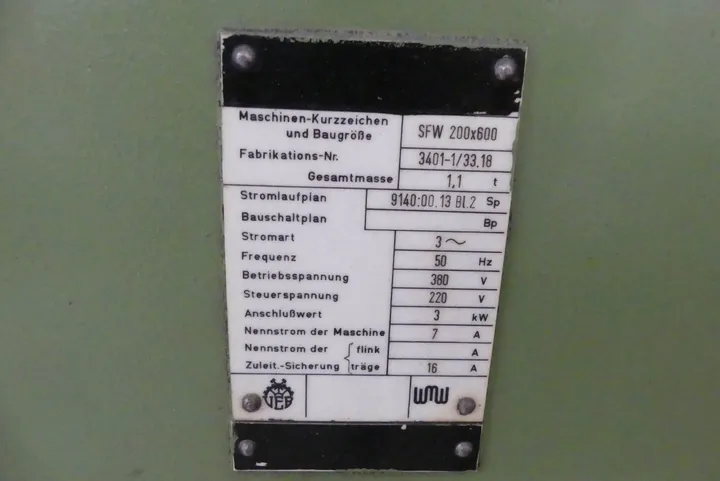 Maschinen-Kurzzeichen und Baugröße SFW 200x600
Fabrikations-Nr. 3401-1/33.18
Gesamtmasse 1,1 t
Stromlaufplan 9140:00.13 Bl.2 Sp
Bauschaltplan Bp
Stromart 3 ~
Frequenz 50 Hz
Betriebsspannung 380 V
Steuerspannung 220 V
Anschlußwert 3 kW
Nennstrom der Maschine 7 A
Nennstrom der { flink A
Zuleit.-Sicherung träge 16 A
WMW